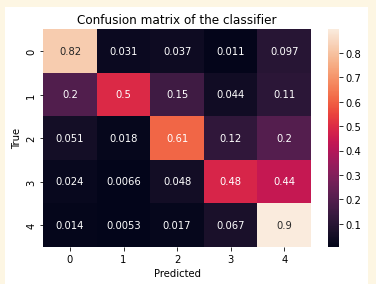 Confusion matrix of the classifier
0 0.82 0.031 0.037 0.011 0.097
1 0.2 0.5 0.15 0.044 0.11
2 0.051 0.018 0.61 0.12 0.2
3 0.024 0.0066 0.048 0.48 0.44
4 0.014 0.0053 0.017 0.067 0.9
0 1 2 3 4
True
Predicted
0.8
0.7
0.6
0.5
0.4
0.3
0.2
0.1